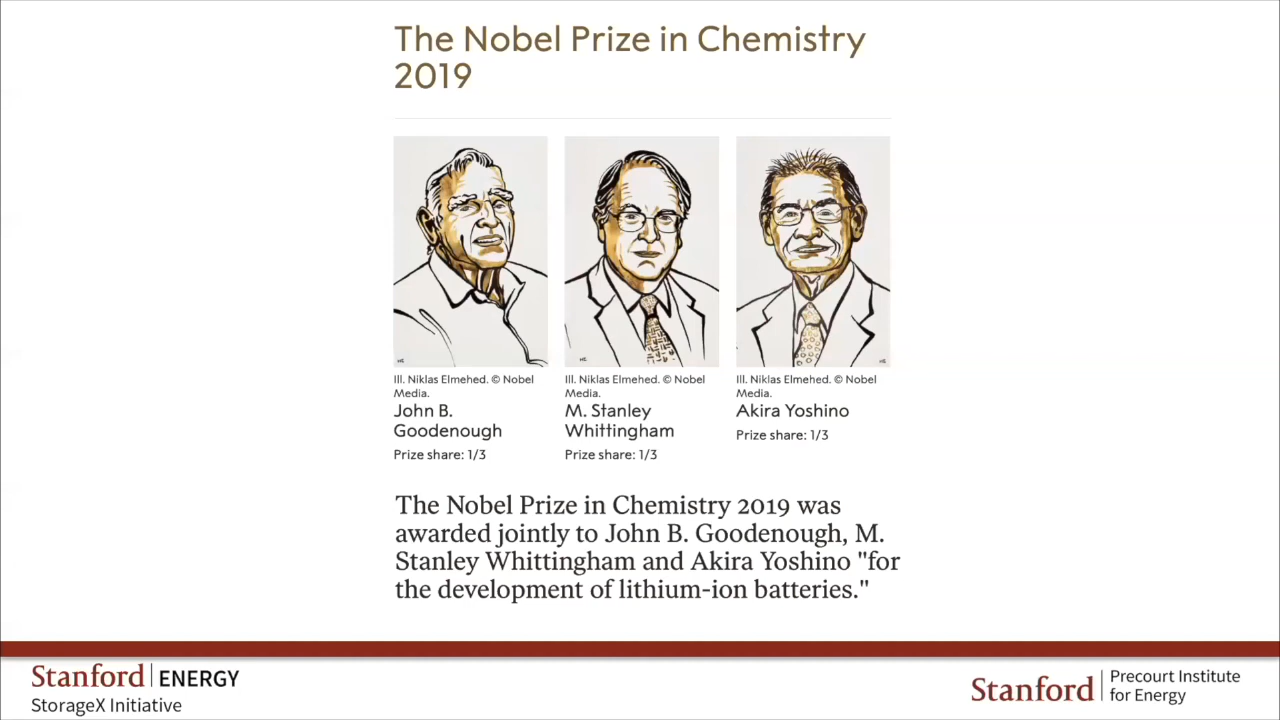 The Nobel Prize in Chemistry
2019
Ill. Niklas Elmehed. © Nobel
Media.
John B.
Goodenough
Prize share: 1/3
Ill. Niklas Elmehed. © Nobel
Media.
M. Stanley
Whittingham
Prize share: 1/3
Ill. Niklas Elmehed. © Nobel
Media.
Akira Yoshino
Prize share: 1/3
The Nobel Prize in Chemistry 2019 was
awarded jointly to John B. Goodenough, M.
Stanley Whittingham and Akira Yoshino "for
the development of lithium-ion batteries."
Stanford ENERGY
StorageX Initiative
Stanford
Precourt Institute
for Energy